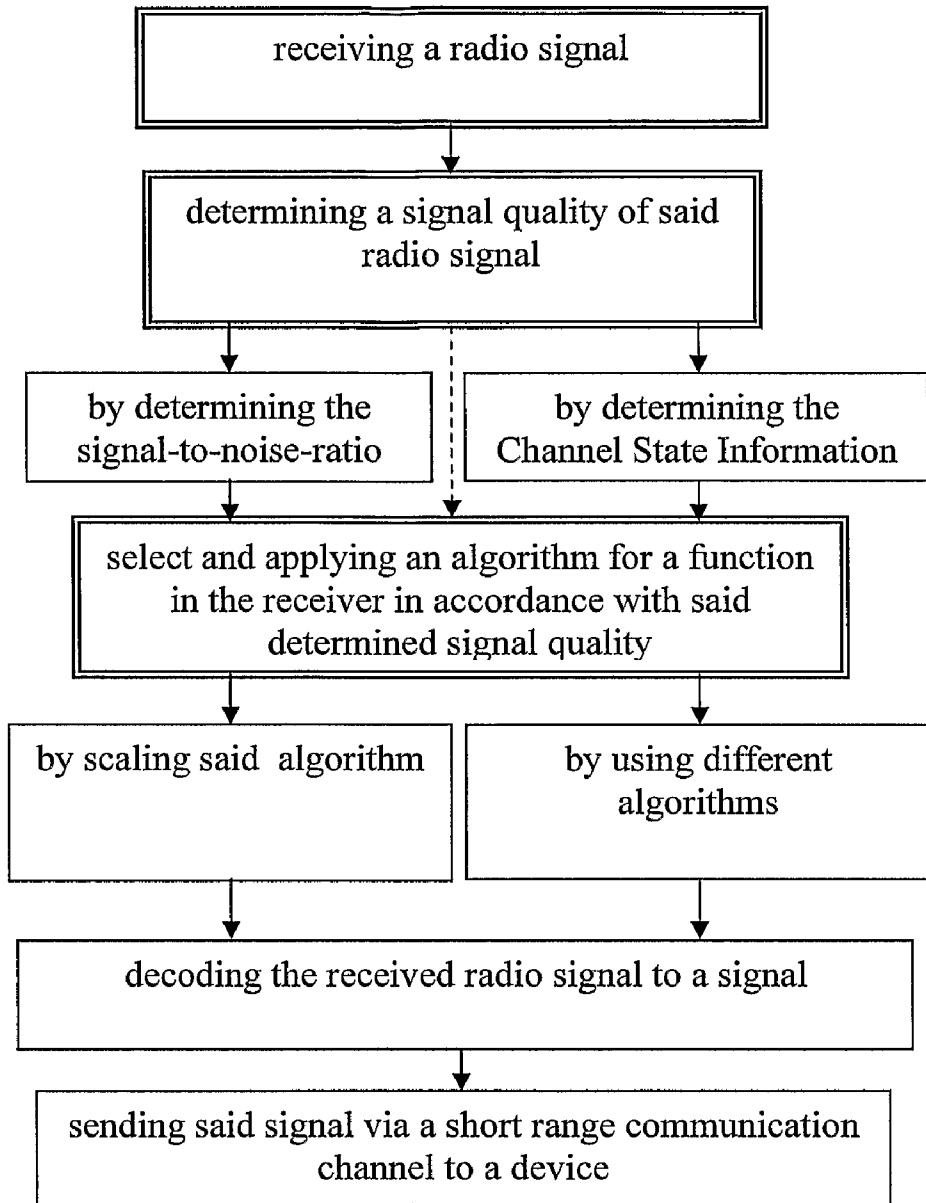 receiving a radio signal
determining a signal quality of said
radio signal
by determining the
signal-to-noise-ratio
by determining the
Channel State Information
select and applying an algorithm for a function
in the receiver in accordance with said
determined signal quality
by scaling said algorithm
by using different
algorithms
decoding the received radio signal to a signal
sending said signal via a short range communication
channel to a device